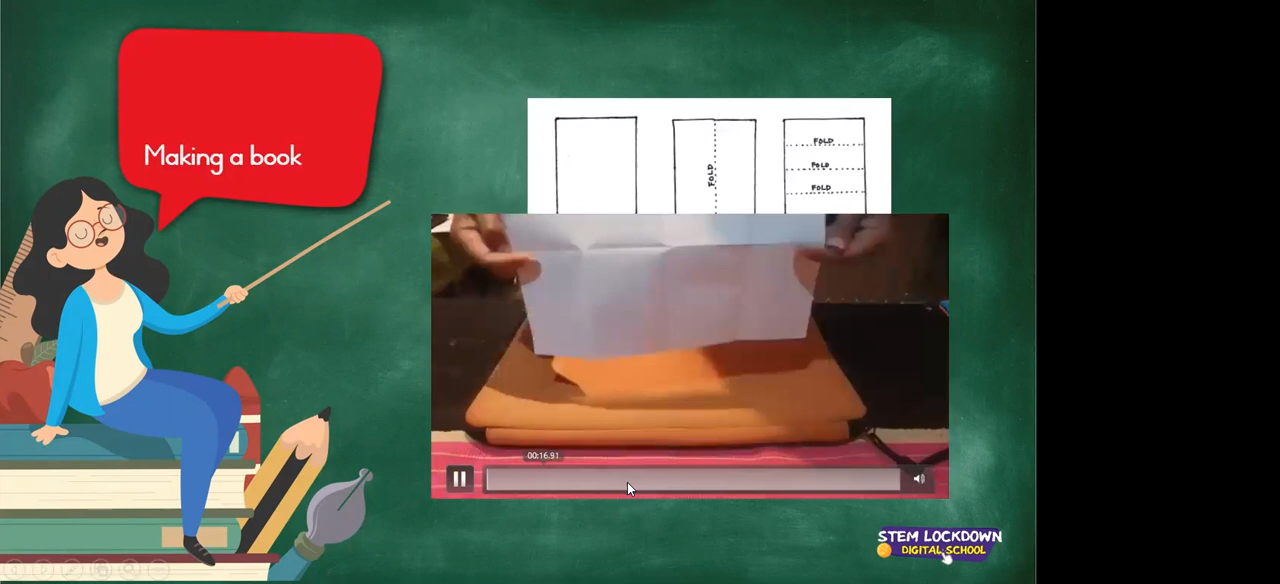 Making a book
FOLD
FOLD
FOLD
FOLD
00:16.91
STEM LOCKDOWN
DIGITAL SCHOOL